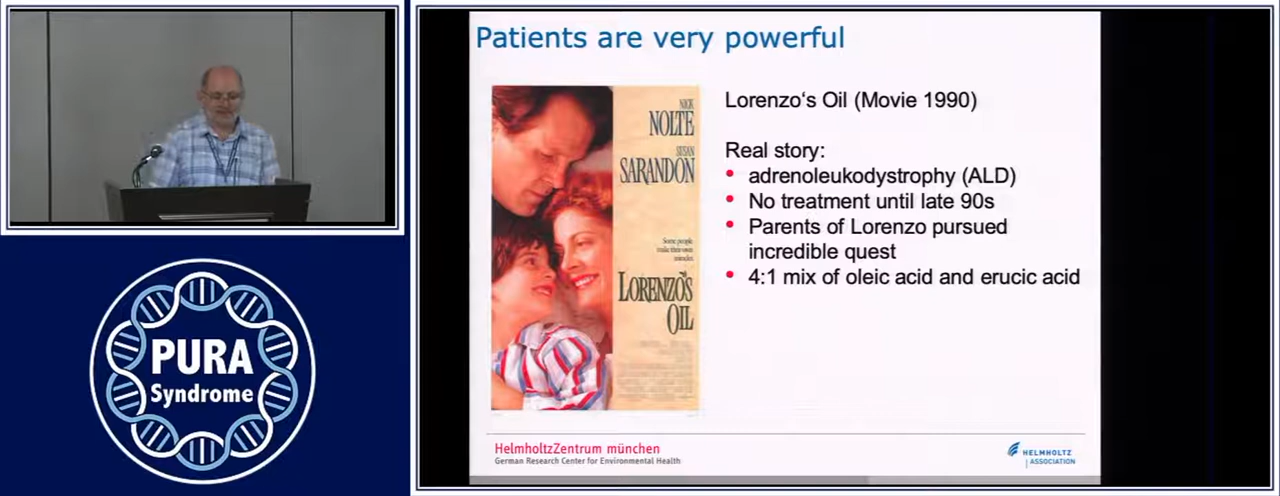 Patients are very powerful
NICK
NOLTE
SUSAN
SARANDON
Some people
make their own
miracles.
LORENZO'S
OIL
Lorenzo‘s Oil (Movie 1990)
Real story:
• adrenoleukodystrophy (ALD)
• No treatment until late 90s
• Parents of Lorenzo pursued
incredible quest
• 4:1 mix of oleic acid and erucic acid
HelmholtzZentrum münchen
German Research Center for Environmental Health
HELMHOLTZ
ASSOCIATION
PURA
Syndrome